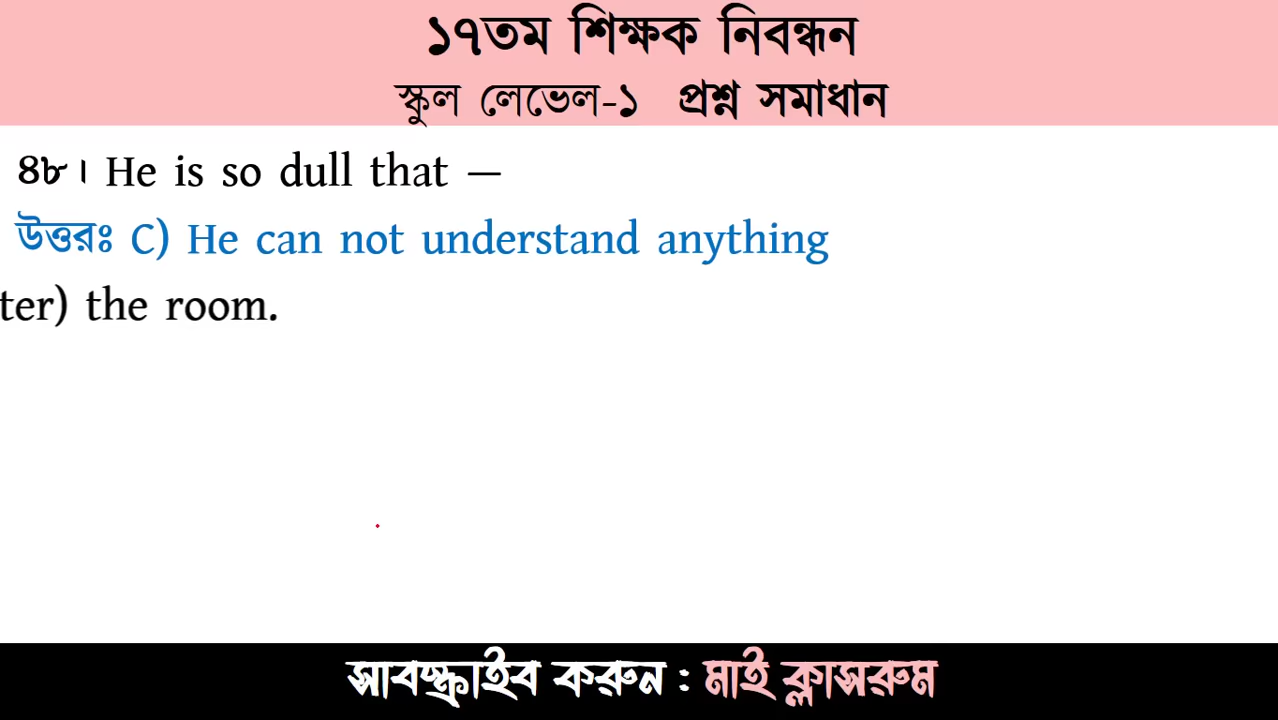 ১৭তম শিক্ষক নিবন্ধন
স্কুল লেভেল-১ প্রশ্ন সমাধান
৪৮। He is so dull that —
উত্তরঃ C) He can not understand anything
ter) the room.
সাবস্ক্রাইব করুন : মাই ক্লাসরুম